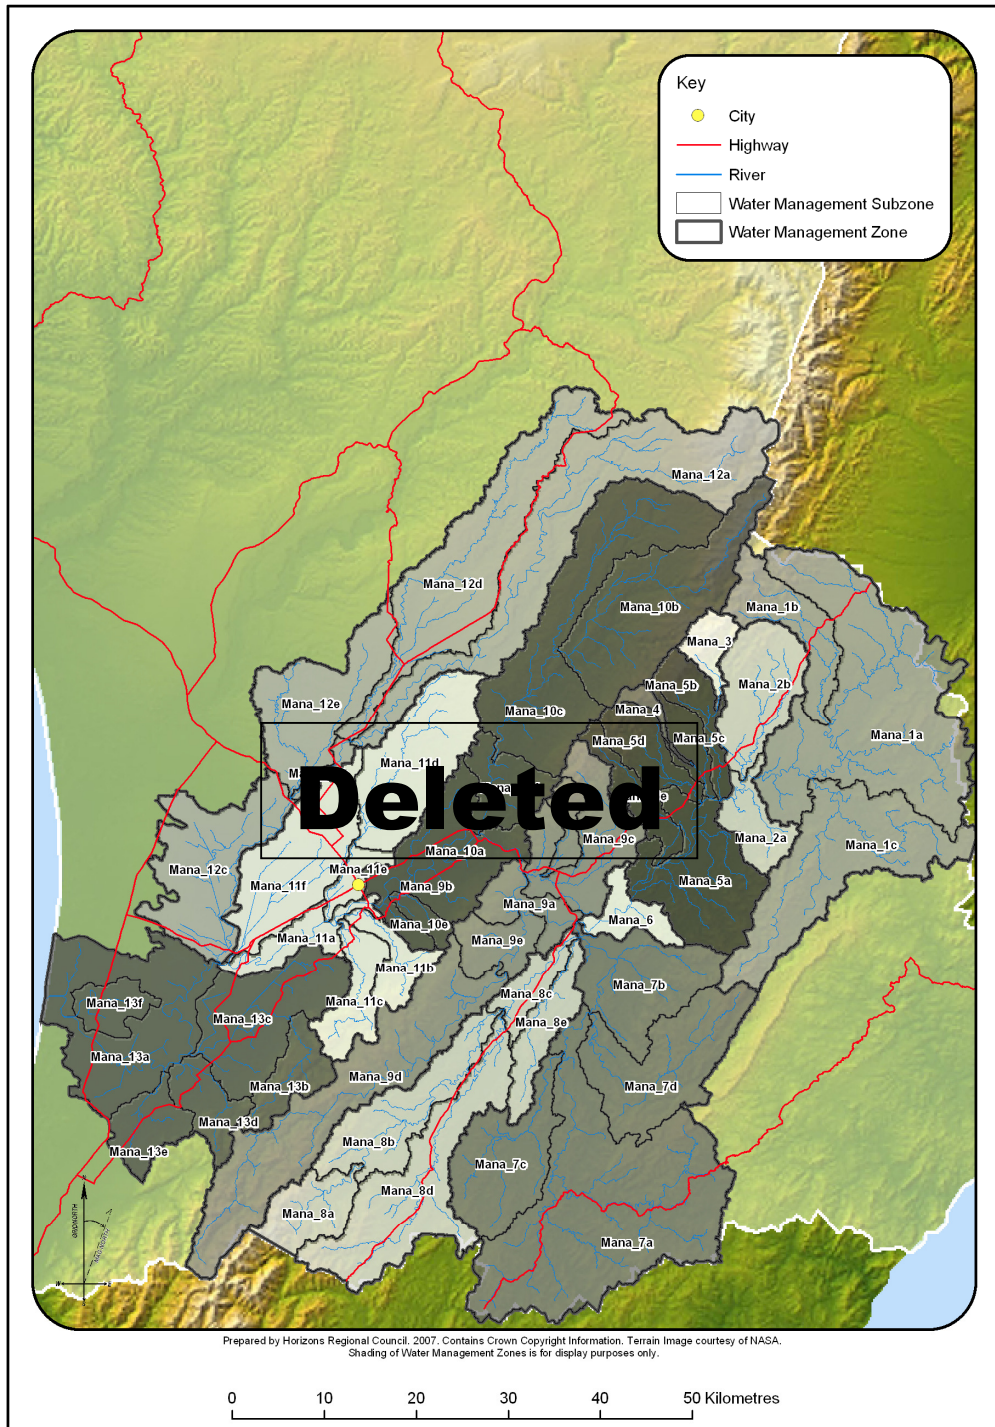 Key
City
Highway
River
Water Management Subzone
Water Management Zone
Mana_12a
Mana_12d
Mana_10b
Mana_1b
Mana_3
Mana_5b
Mana_2b
Mana_12e
Mana_10c
Mana_4
Mana_5c
Mana_1a
Mana_5d
Mana_11d
Deleted
Mana_9c
Mana_2a
Mana_1c
Mana_10a
Mana_12c
Mana_11e
Mana_11f
Mana_9b
Mana_5a
Mana_9a
Mana_6
Mana_10e
Mana_11a
Mana_9e
Mana_11b
Mana_7b
Mana_8c
Mana_11c
Mana_13f
Mana_13c
Mana_8e
Mana_13a
Mana_9d
Mana_13b
Mana_7d
Mana_13d
Mana_8b
Mana_13e
Mana_7c
Mana_8d
Mana_8a
Mana_7a
GRIDNORTH
MAG NORTH
W E
Prepared by Horizons Regional Council. 2007. Contains Crown Copyright Information. Terrain Image courtesy of NASA.
Shading of Water Management Zones is for display purposes only.
0 10 20 30 40 50 Kilometres